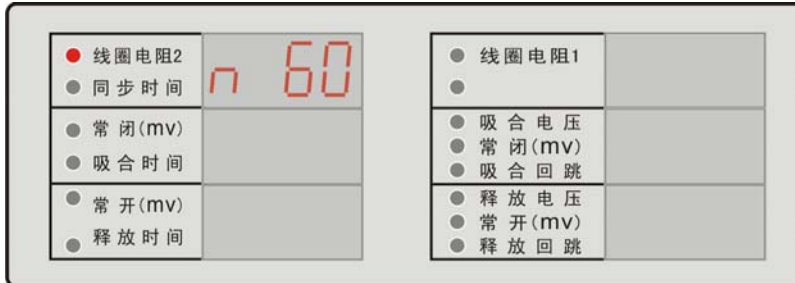 线圈电阻2
同步时间
n 60
常闭(mv)
吸合时间
常开(mv)
释放时间
线圈电阻1
吸合电压
常闭(mv)
吸合回跳
释放电压
常开(mv)
释放回跳